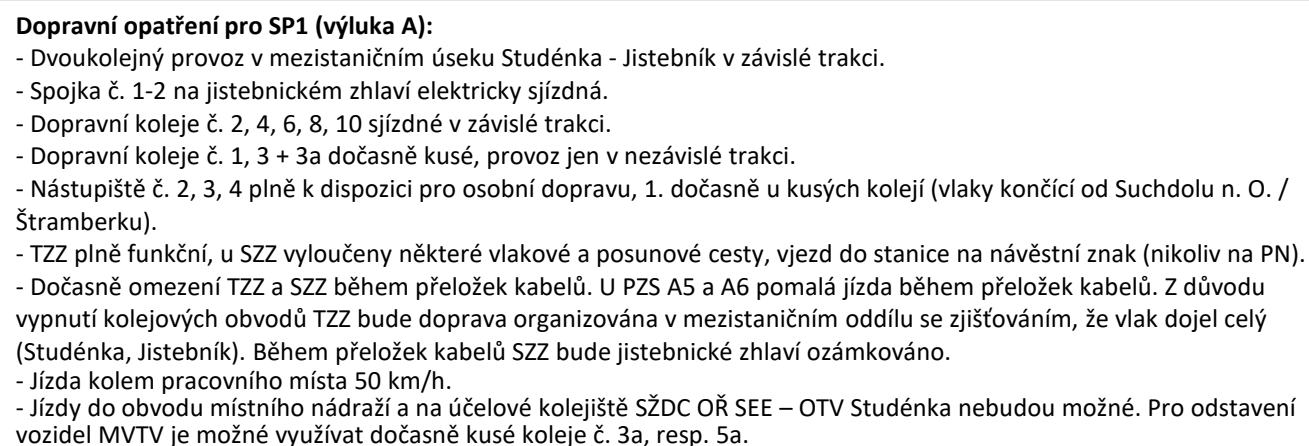 Dopravní opatření pro SP1 (výluka A):
- Dvoukolejný provoz v mezistaničním úseku Studénka - Jistebník v závislé trakci.
- Spojka č. 1-2 na jistebnickém zhlaví elektricky sjízdná.
- Dopravní koleje č. 2, 4, 6, 8, 10 sjízdné v závislé trakci.
- Dopravní koleje č. 1, 3 + 3a dočasně kusé, provoz jen v nezávislé trakci.
- Nástupiště č. 2, 3, 4 plně k dispozici pro osobní dopravu, 1. dočasně u kusých kolejí (vlaky končící od Suchdolu n. O. /
Štramberku).
- TZZ plně funkční, u SZZ vyloučeny některé vlakové a posunové cesty, vjezd do stanice na návěstní znak (nikoliv na PN).
- Dočasně omezení TZZ a SZZ během přeložek kabelů. U PZS A5 a A6 pomalá jízda během přeložek kabelů. Z důvodu
vypnutí kolejových obvodů TZZ bude doprava organizována v mezistaničním oddílu se zjišťováním, že vlak dojel celý
(Studénka, Jistebník). Během přeložek kabelů SZZ bude jistebnické zhlaví ozámkováno.
- Jízda kolem pracovního místa 50 km/h.
- Jízdy do obvodu místního nádraží a na účelové kolejiště SŽDC OŘ SEE – OTV Studénka nebudou možné. Pro odstavení
vozidel MVTV je možné využívat dočasně kusé koleje č. 3a, resp. 5a.